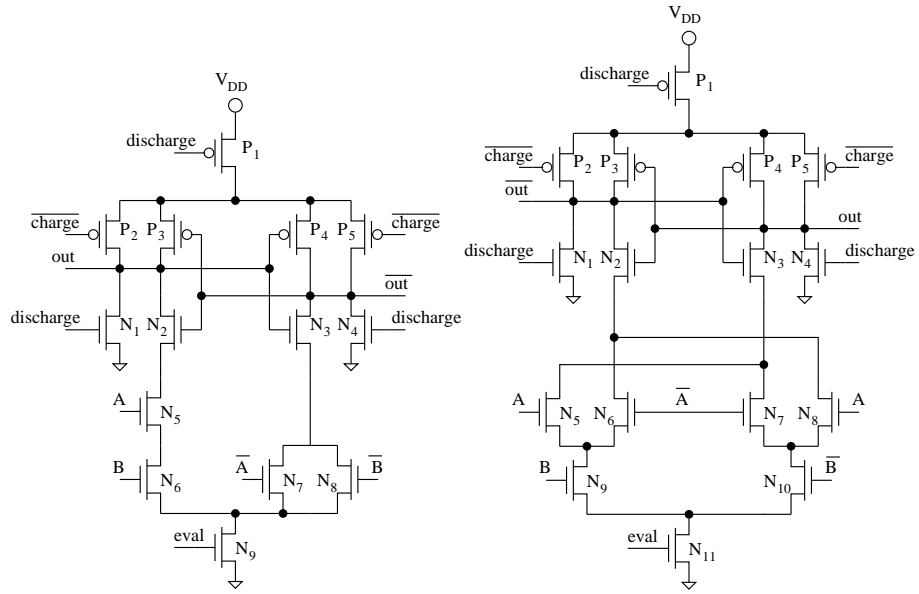 V_DD
discharge
P_1
charge̅
P_2
P_3
P_4
P_5
charge̅
out
out̅
discharge
N_1
N_2
N_3
N_4
discharge
A
N_5
B
N_6
A̅
N_7
N_8
B̅
eval
N_9
V_DD
discharge
P_1
charge̅
P_2
P_3
P_4
P_5
charge̅
out̅
out
discharge
N_1
N_2
N_3
N_4
discharge
A
N_5
N_6
A̅
N_7
N_8
A
B
N_9
N_10
B̅
eval
N_11